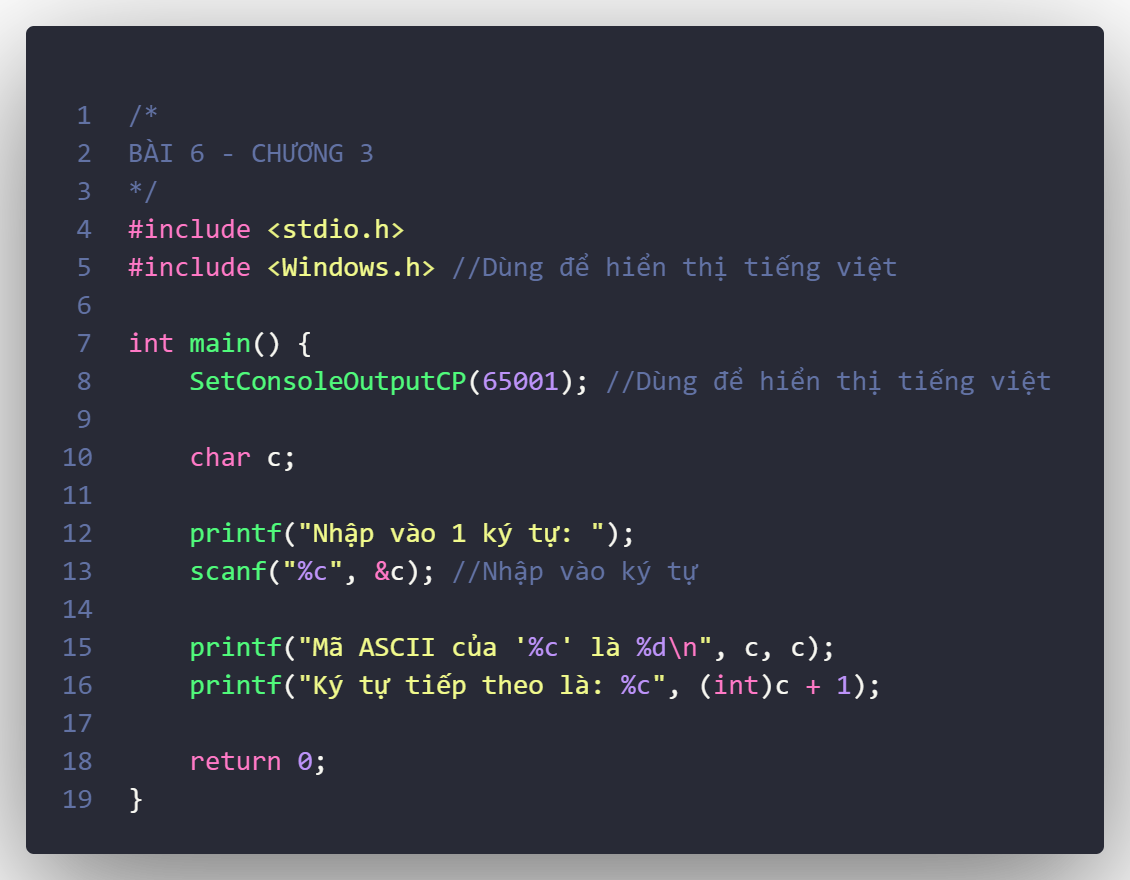 1 /*
2 BÀI 6 - CHƯƠNG 3
3 */
4 #include <stdio.h>
5 #include <Windows.h> //Dùng để hiển thị tiếng việt
6
7 int main() {
8     SetConsoleOutputCP(65001); //Dùng để hiển thị tiếng việt
9
10     char c;
11
12     printf("Nhập vào 1 ký tự: ");
13     scanf("%c", &c); //Nhập vào ký tự
14
15     printf("Mã ASCII của '%c' là %d\n", c, c);
16     printf("Ký tự tiếp theo là: %c", (int)c + 1);
17
18     return 0;
19 }